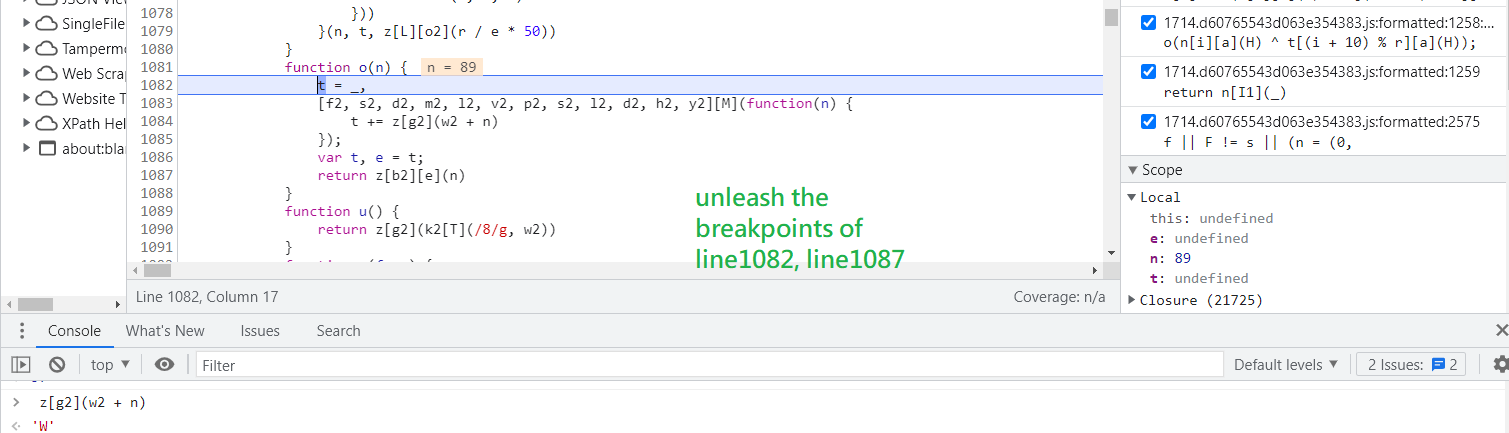 JSON View
SingleFile
Tamperm
Web Scrap
Website T
XPath Hel
about:bla
1078 }))
1079 }(n, t, z[L][o2](r / e * 50))
1080 }
1081 function o(n) { n = 89
1082 t = _,
1083 [f2, s2, d2, m2, l2, v2, p2, s2, l2, d2, h2, y2][M](function(n) {
1084 t += z[g2](w2 + n)
1085 });
1086 var t, e = t;
1087 return z[b2][e](n)
1088 }
1089 function u() {
1090 return z[g2](k2[T](/8/g, w2))
1091 }
unleash the
breakpoints of
line1082, line1087
Line 1082, Column 17
Coverage: n/a
1714.d60765543d063e354383.js:formatted:1258:...
o(n[i][a](H) ^ t[(i + 10) % r][a](H));
1714.d60765543d063e354383.js:formatted:1259
return n[I1](_)
1714.d60765543d063e354383.js:formatted:2575
f || F != s || (n = (0,
Scope
Local
this: undefined
e: undefined
n: 89
t: undefined
Closure (21725)
Console What's New Issues Search
top Filter Default levels 2 Issues: 2
> z[g2](w2 + n)
'W'